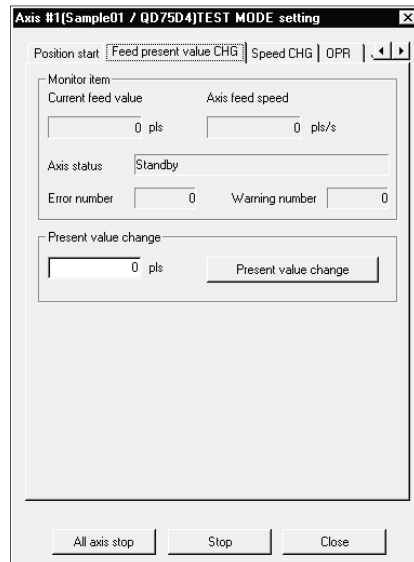 Axis #1(Sample01 / QD75D4)TEST MODE setting
Position start Feed present value CHG Speed CHG OPR
Monitor item
Current feed value Axis feed speed
0 pls 0 pls/s
Axis status Standby
Error number 0 Warning number 0
Present value change
0 pls Present value change
All axis stop Stop Close